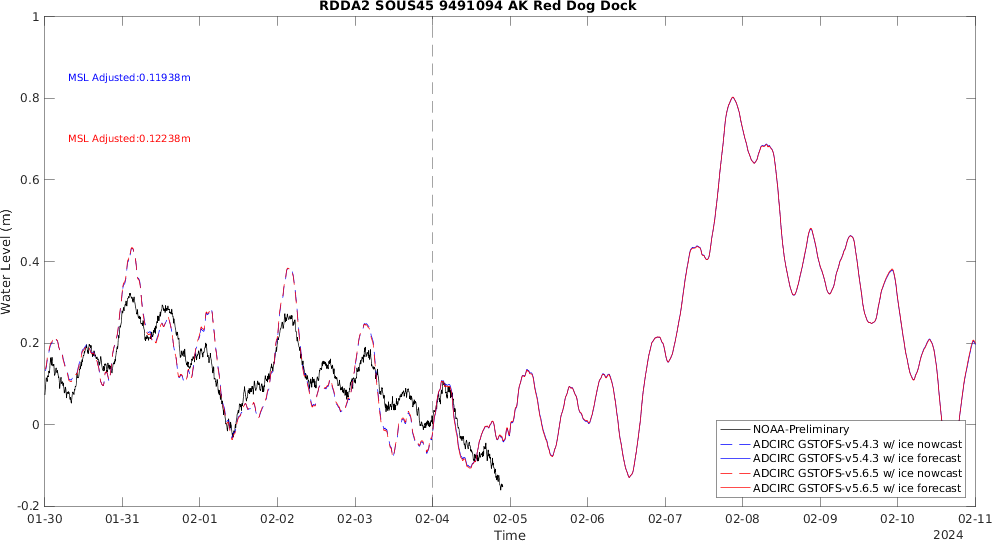 RDDA2 SOUS45 9491094 AK Red Dog Dock
1
0.8
0.6
0.4
0.2
0
-0.2
Water Level (m)
MSL Adjusted:0.11938m
MSL Adjusted:0.12238m
NOAA-Preliminary
ADCIRC GSTOFS-v5.4.3 w/ ice nowcast
ADCIRC GSTOFS-v5.4.3 w/ ice forecast
ADCIRC GSTOFS-v5.6.5 w/ ice nowcast
ADCIRC GSTOFS-v5.6.5 w/ ice forecast
01-30 01-31 02-01 02-02 02-03 02-04 02-05 02-06 02-07 02-08 02-09 02-10 02-11
Time
2024